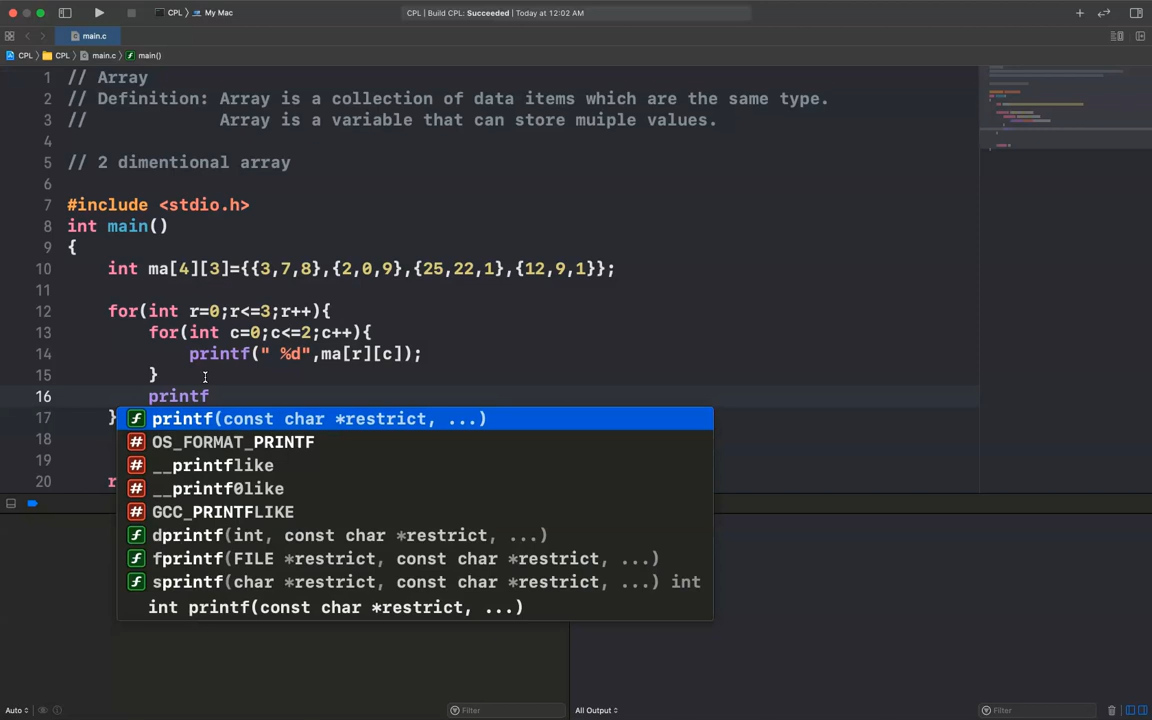 CPL › My Mac
CPL | Build CPL: Succeeded | Today at 12:02 AM
main.c
CPL › CPL › main.c › main()
1 // Array
2 // Definition: Array is a collection of data items which are the same type.
3 // Array is a variable that can store muiple values.
4
5 // 2 dimentional array
6
7 #include <stdio.h>
8 int main()
9 {
10 int ma[4][3]={{3,7,8},{2,0,9},{25,22,1},{12,9,1}};
11
12 for(int r=0;r<=3;r++){
13 for(int c=0;c<=2;c++){
14 printf(" %d",ma[r][c]);
15 }
16 printf
17 }
18
19
20 r
printf(const char *restrict, ...)
OS_FORMAT_PRINTF
__printflike
__printf0like
GCC_PRINTFLIKE
dprintf(int, const char *restrict, ...)
fprintf(FILE *restrict, const char *restrict, ...)
sprintf(char *restrict, const char *restrict, ...) int
int printf(const char *restrict, ...)
Auto
Filter
All Output
Filter